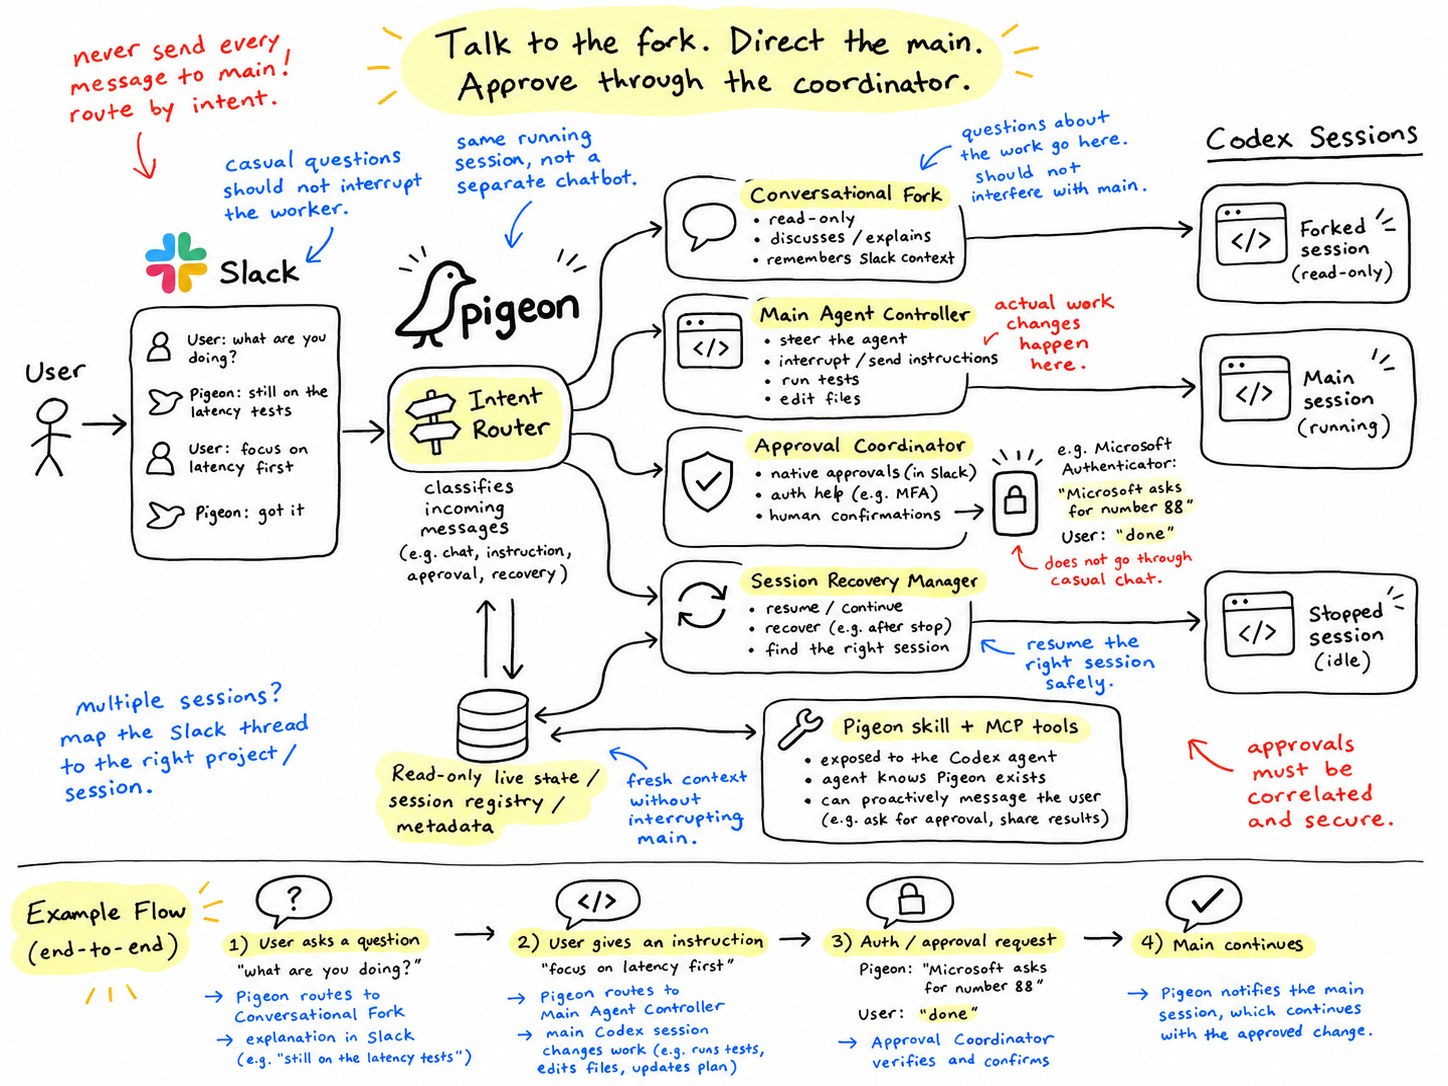 Talk to the fork. Direct the main.
Approve through the coordinator.
never send every
message to main!
route by intent.
casual questions
should not interrupt
the worker.
same running
session, not a
separate chatbot.
questions about
the work go here.
should not
interfere with main.
Codex Sessions
Slack
User
User: what are you
doing?
Pigeon: still on the
latency tests
User: focus on
latency first
Pigeon: got it
pigeon
Intent
Router
classifies
incoming
messages
(e.g. chat, instruction,
approval, recovery)
Conversational Fork
• read-only
• discusses / explains
• remembers Slack context
Forked
session
(read-only)
Main Agent Controller
• steer the agent
• interrupt / send instructions
• run tests
• edit files
</>
actual work
changes
happen
here.
</>
Main
session
(running)
</>
Approval Coordinator
• native approvals (in Slack)
• auth help (e.g. MFA)
• human confirmations
e.g. Microsoft
Authenticator:
"Microsoft asks
for number 88"
User: "done"
does not go through
casual chat.
Session Recovery Manager
• resume / continue
• recover (e.g. after stop)
• find the right session
resume the
right session
safely.
Stopped
session
(idle)
</>
multiple sessions?
map the Slack thread
to the right project/
session.
Read-only live state /
session registry /
metadata
fresh context
without
interrupting
main.
Pigeon skill + MCP tools
• exposed to the Codex agent
• agent knows Pigeon exists
• can proactively message the user
(e.g. ask for approval, share results)
approvals
must be
correlated
and secure.
Example Flow
(end-to-end)
?
1) User asks a question
"what are you doing?"
→ Pigeon routes to
Conversational Fork
→ explanation in Slack
(e.g. "still on the latency tests")
</>
2) User gives an instruction
"focus on latency first"
→ Pigeon routes to
Main Agent Controller
→ main Codex session
changes work (e.g. runs tests,
edits files, updates plan)
3) Auth / approval request
Pigeon: "Microsoft asks
for number 88"
User: "done"
→ Approval Coordinator
verifies and confirms
4) Main continues
→ Pigeon notifies the main
session, which continues
with the approved change.